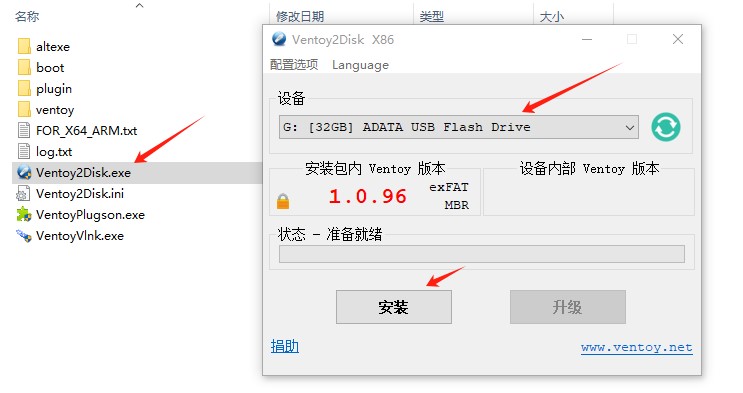 名称
修改日期
类型
大小
altexe
boot
plugin
ventoy
FOR_X64_ARM.txt
log.txt
Ventoy2Disk.exe
Ventoy2Disk.ini
VentoyPlugson.exe
VentoyVlnk.exe
Ventoy2Disk X86
配置选项 Language
设备
G: [32GB] ADATA USB Flash Drive
安装包内 Ventoy 版本
设备内部 Ventoy 版本
1.0.96
exFAT
MBR
状态 - 准备就绪
安装
升级
捐助
www.ventoy.net